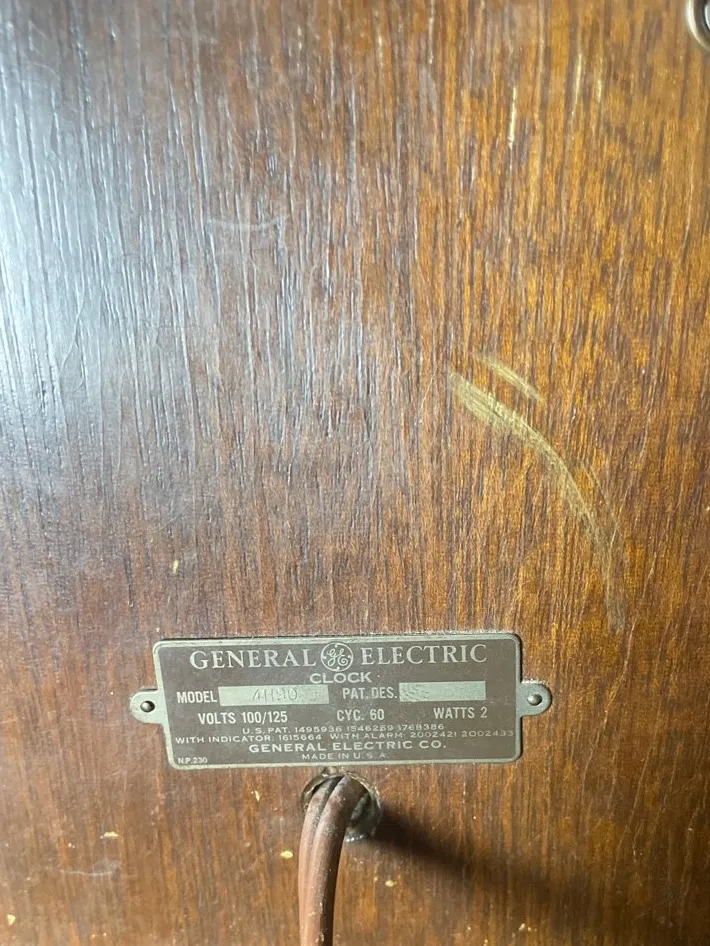 GENERAL GE ELECTRIC
CLOCK
MODEL PAT. DES.
VOLTS 100/125 CYC. 60 WATTS 2
U.S. PAT. 1495936 1546269 1768386
WITH INDICATOR: 1615664 WITH ALARM: 2002421 2002433
GENERAL ELECTRIC CO.
N.P. 230 MADE IN U.S.A.